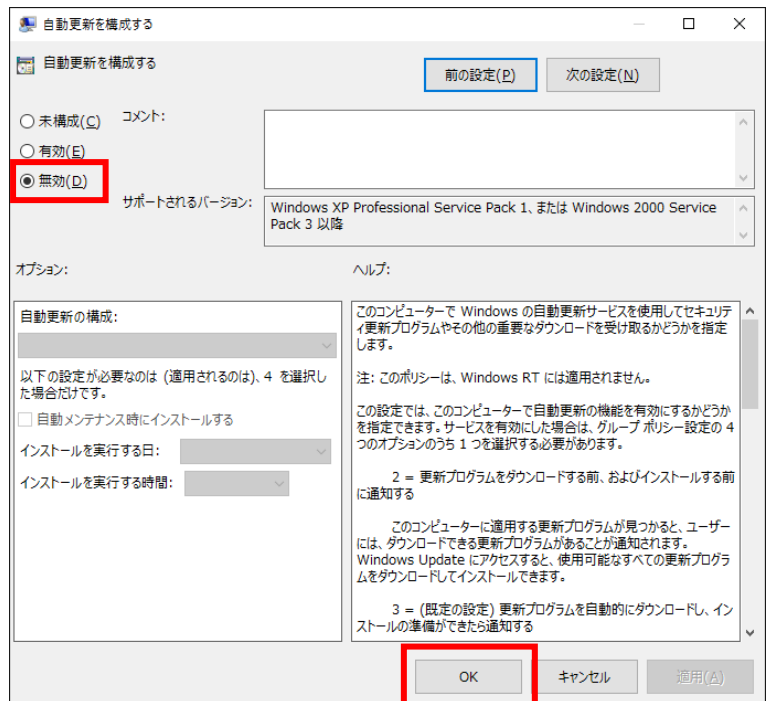 自動更新を構成する
自動更新を構成する
前の設定(P)
次の設定(N)
未構成(C)
コメント:
有効(E)
無効(D)
サポートされるバージョン:
Windows XP Professional Service Pack 1、または Windows 2000 Service
Pack 3 以降
オプション:
ヘルプ:
自動更新の構成:
以下の設定が必要なのは (適用されるのは)、4 を選択し
た場合だけです。
自動メンテナンス時にインストールする
インストールを実行する日:
インストールを実行する時間:
このコンピューターで Windows の自動更新サービスを使用してセキュリテ
ィ更新プログラムやその他の重要なダウンロードを受け取るかどうかを指定
します。
注: このポリシーは、Windows RT には適用されません。
この設定では、このコンピューターで自動更新の機能を有効にするかどうか
を指定できます。サービスを有効にした場合は、グループ ポリシー設定の 4
つのオプションのうち 1 つを選択する必要があります。
2 = 更新プログラムをダウンロードする前、およびインストールする前
に通知する
このコンピューターに適用する更新プログラムが見つかると、ユーザー
には、ダウンロードできる更新プログラムがあることが通知されます。
Windows Update にアクセスすると、使用可能なすべての更新プログラ
ムをダウンロードしてインストールできます。
3 = (既定の設定) 更新プログラムを自動的にダウンロードし、イン
ストールの準備ができたら通知する
OK
キャンセル
適用(A)